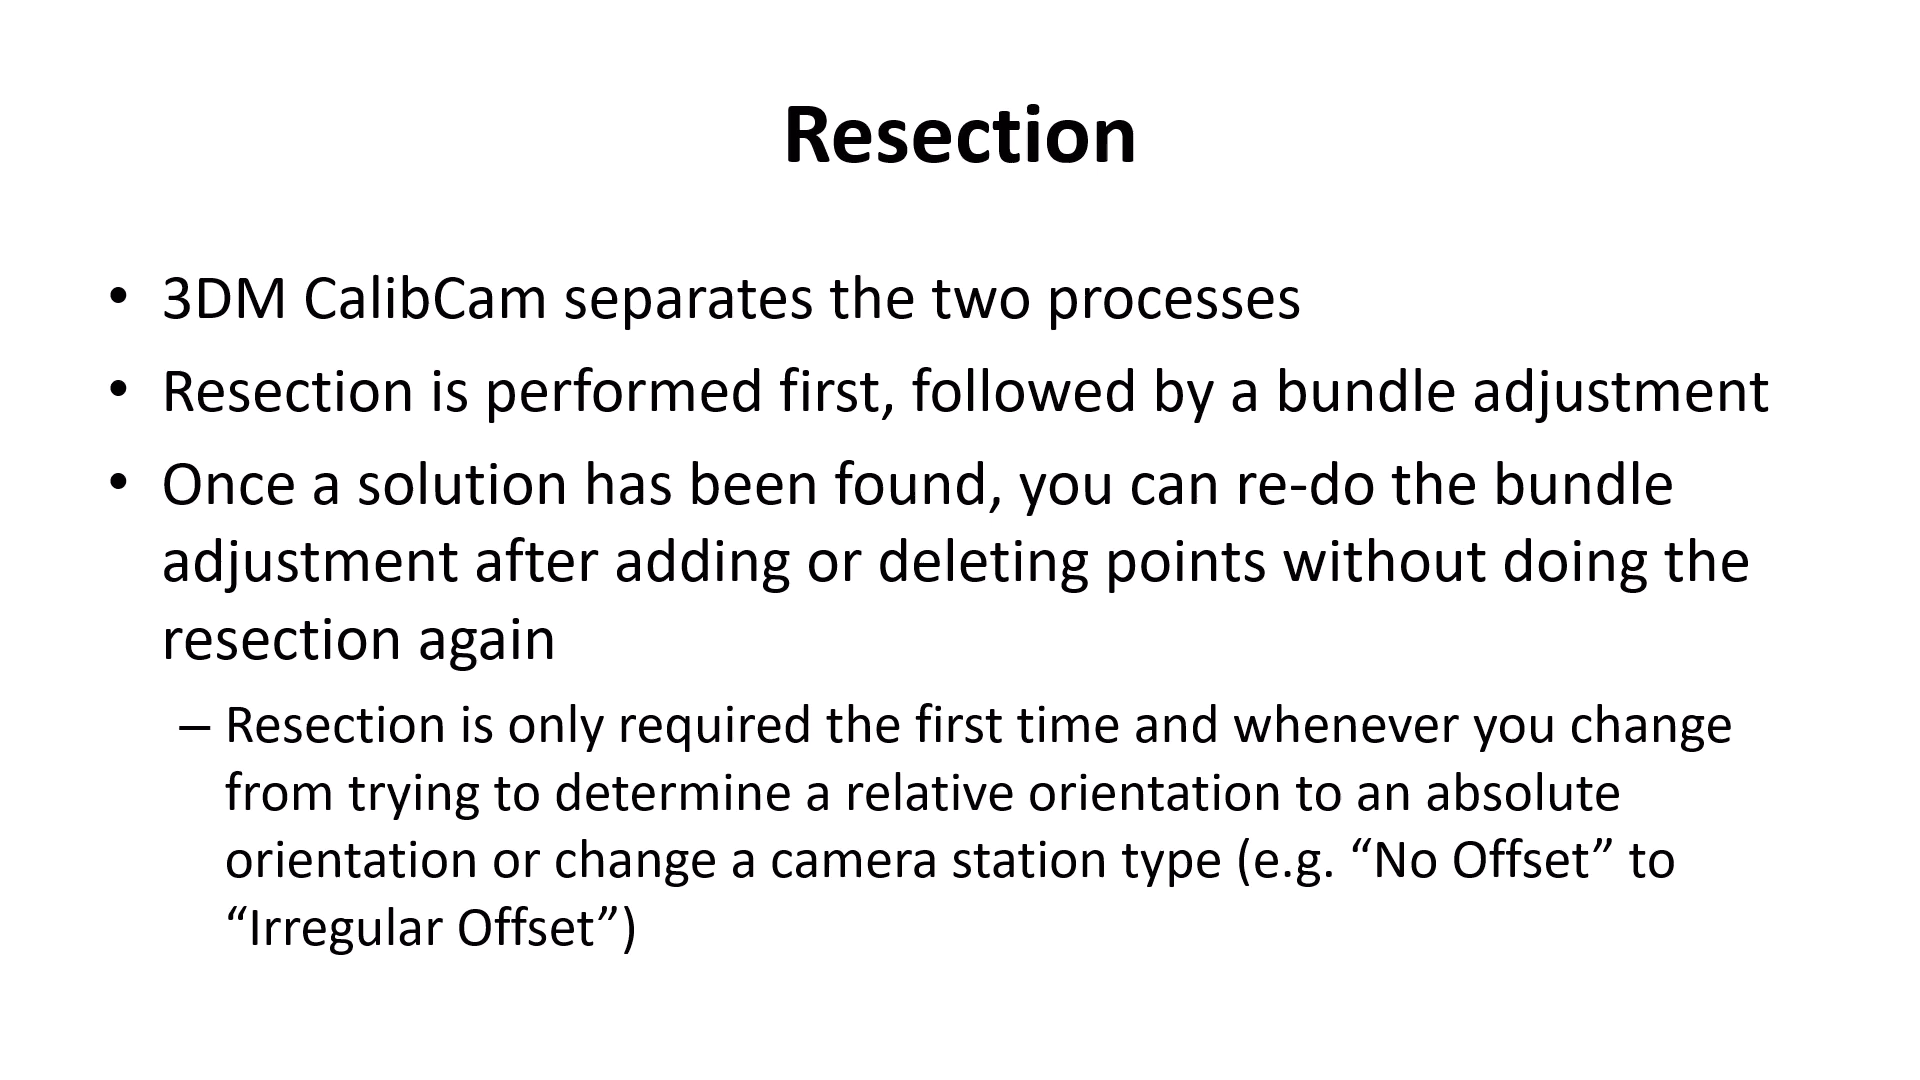 Resection
• 3DM CalibCam separates the two processes
• Resection is performed first, followed by a bundle adjustment
• Once a solution has been found, you can re-do the bundle
adjustment after adding or deleting points without doing the
resection again
– Resection is only required the first time and whenever you change
from trying to determine a relative orientation to an absolute
orientation or change a camera station type (e.g. “No Offset” to
“Irregular Offset”)